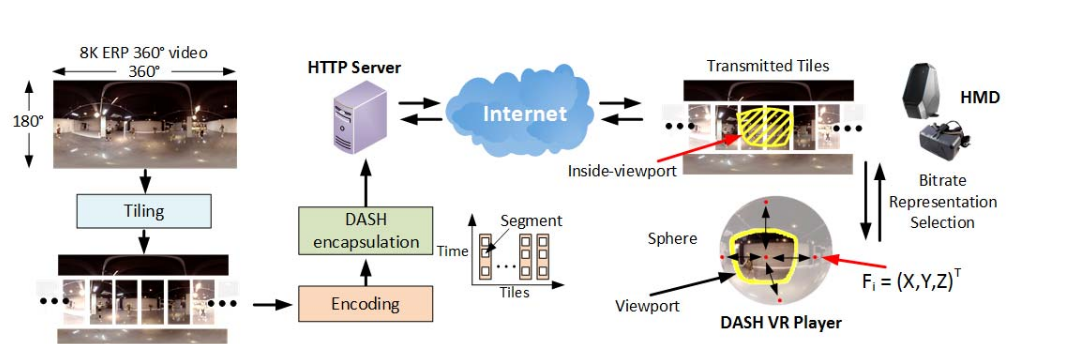 8K ERP 360° video
360°
180°
Tiling
HTTP Server
DASH
encapsulation
Encoding
Segment
Time
Tiles
Internet
Transmitted Tiles
Inside-viewport
HMD
Bitrate
Representation
Selection
Sphere
Viewport
Fᵢ = (X,Y,Z)ᵀ
DASH VR Player